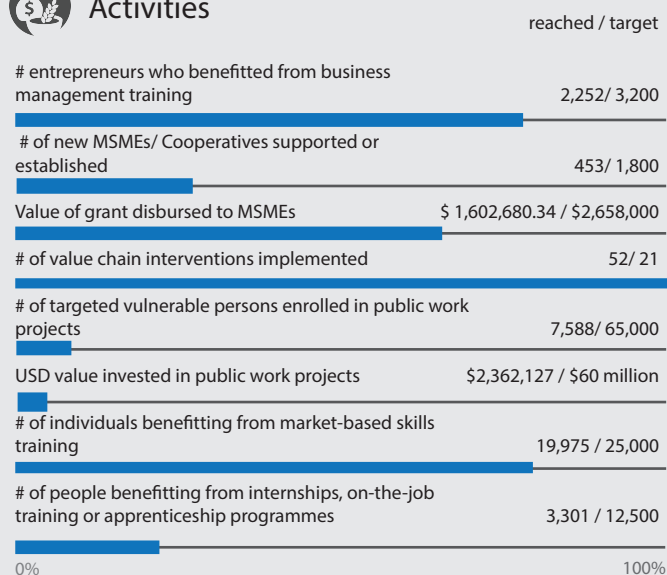 $
Activities
reached / target
# entrepreneurs who benefitted from business
management training 2,252/ 3,200
# of new MSMEs/ Cooperatives supported or
established 453/ 1,800
Value of grant disbursed to MSMEs $ 1,602,680.34 / $2,658,000
# of value chain interventions implemented 52/ 21
# of targeted vulnerable persons enrolled in public work
projects 7,588/ 65,000
USD value invested in public work projects $2,362,127 / $60 million
# of individuals benefitting from market-based skills
training 19,975 / 25,000
# of people benefitting from internships, on-the-job
training or apprenticeship programmes 3,301 / 12,500
0% 100%